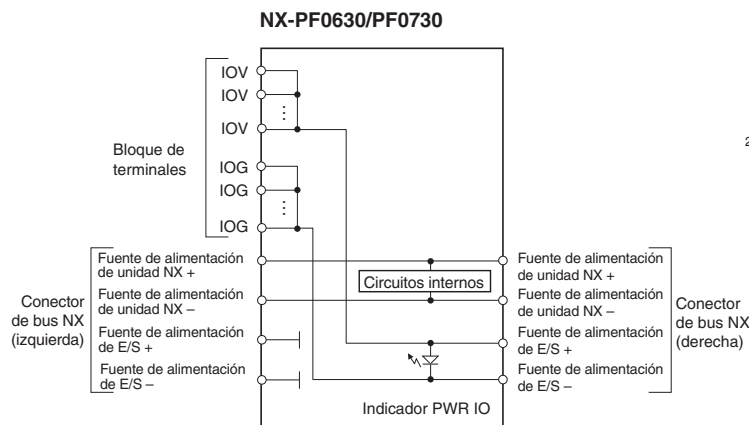 NX-PF0630/PF0730
IOV
IOV
IOV
Bloque de
terminales
IOG
IOG
IOG
Conector
de bus NX
(izquierda)
Fuente de alimentación
de unidad NX +
Fuente de alimentación
de unidad NX –
Fuente de alimentación
de E/S +
Fuente de alimentación
de E/S –
Circuitos internos
Indicador PWR IO
Fuente de alimentación
de unidad NX +
Fuente de alimentación
de unidad NX –
Fuente de alimentación
de E/S +
Fuente de alimentación
de E/S –
Conector
de bus NX
(derecha)
2